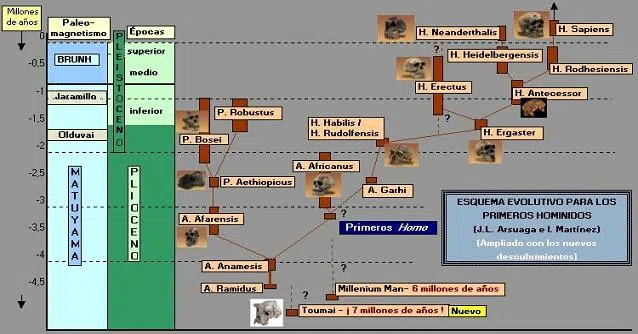 Millones
de años
Paleo-
magnetismo
Épocas
PLEISTOCENO
superior
medio
inferior
BRUNH
Jaramillo
Olduvai
MATUYAMA
PLIOCENO
0
-0,5
-1
-1,5
-2
-2,5
-3
-3,5
-4
-4,5
H. Neanderthalis
H. Sapiens
H. Heidelbergensis
H. Rodhesiensis
H. Erectus
H. Antecessor
?
?
H. Ergaster
P. Robustus
P. Bosei
H. Habilis /
H. Rudolfensis
A. Africanus
P. Aethiopicus
A. Garhi
A. Afarensis
?
Primeros Homo
A. Anamesis
?
A. Ramidus
Millenium Man- 6 millones de años
Toumai - ¡ 7 millones de años !
Nuevo
ESQUEMA EVOLUTIVO PARA LOS
PRIMEROS HOMINIDOS
(J.L. Arsuaga e I. Martínez)
(Ampliado con los nuevos
descubrimientos)